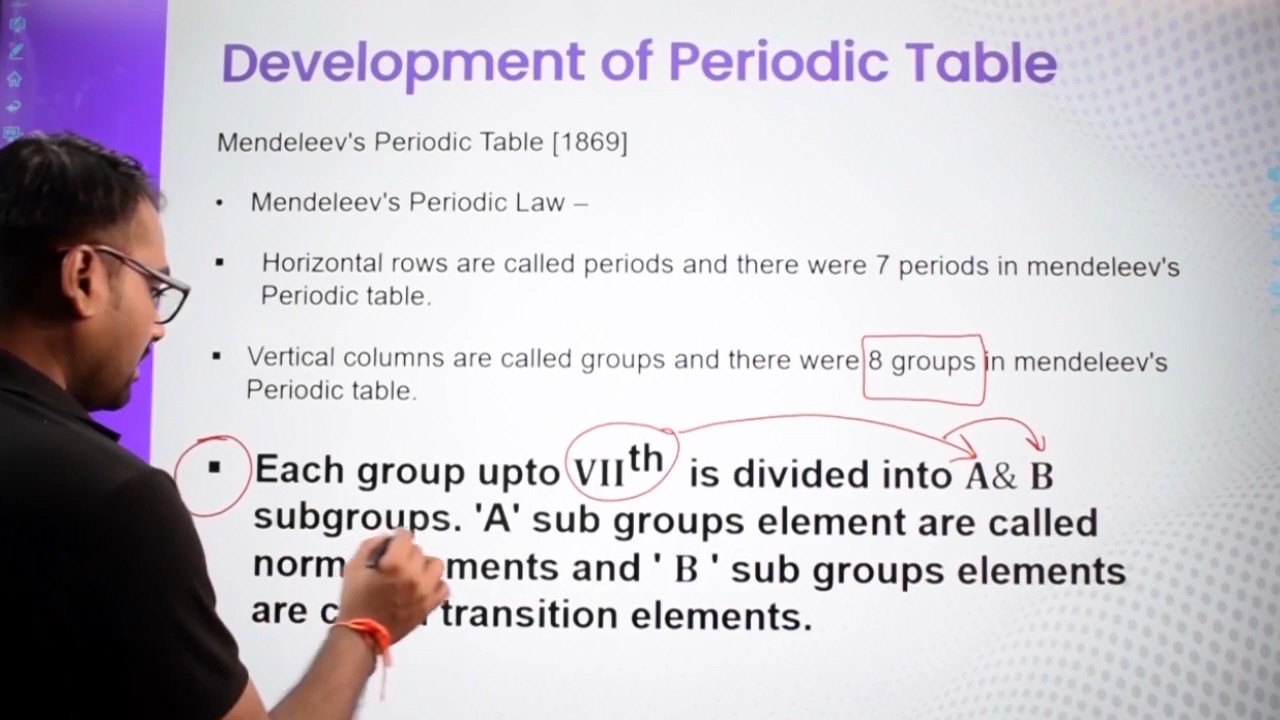 Development of Periodic Table
Mendeleev's Periodic Table [1869]
• Mendeleev's Periodic Law –
▪ Horizontal rows are called periods and there were 7 periods in mendeleev's
Periodic table.
▪ Vertical columns are called groups and there were 8 groups in mendeleev's
Periodic table.
▪ Each group upto VIIth is divided into A& B
subgroups. 'A' sub groups element are called
norm ments and ' B ' sub groups elements
are c transition elements.